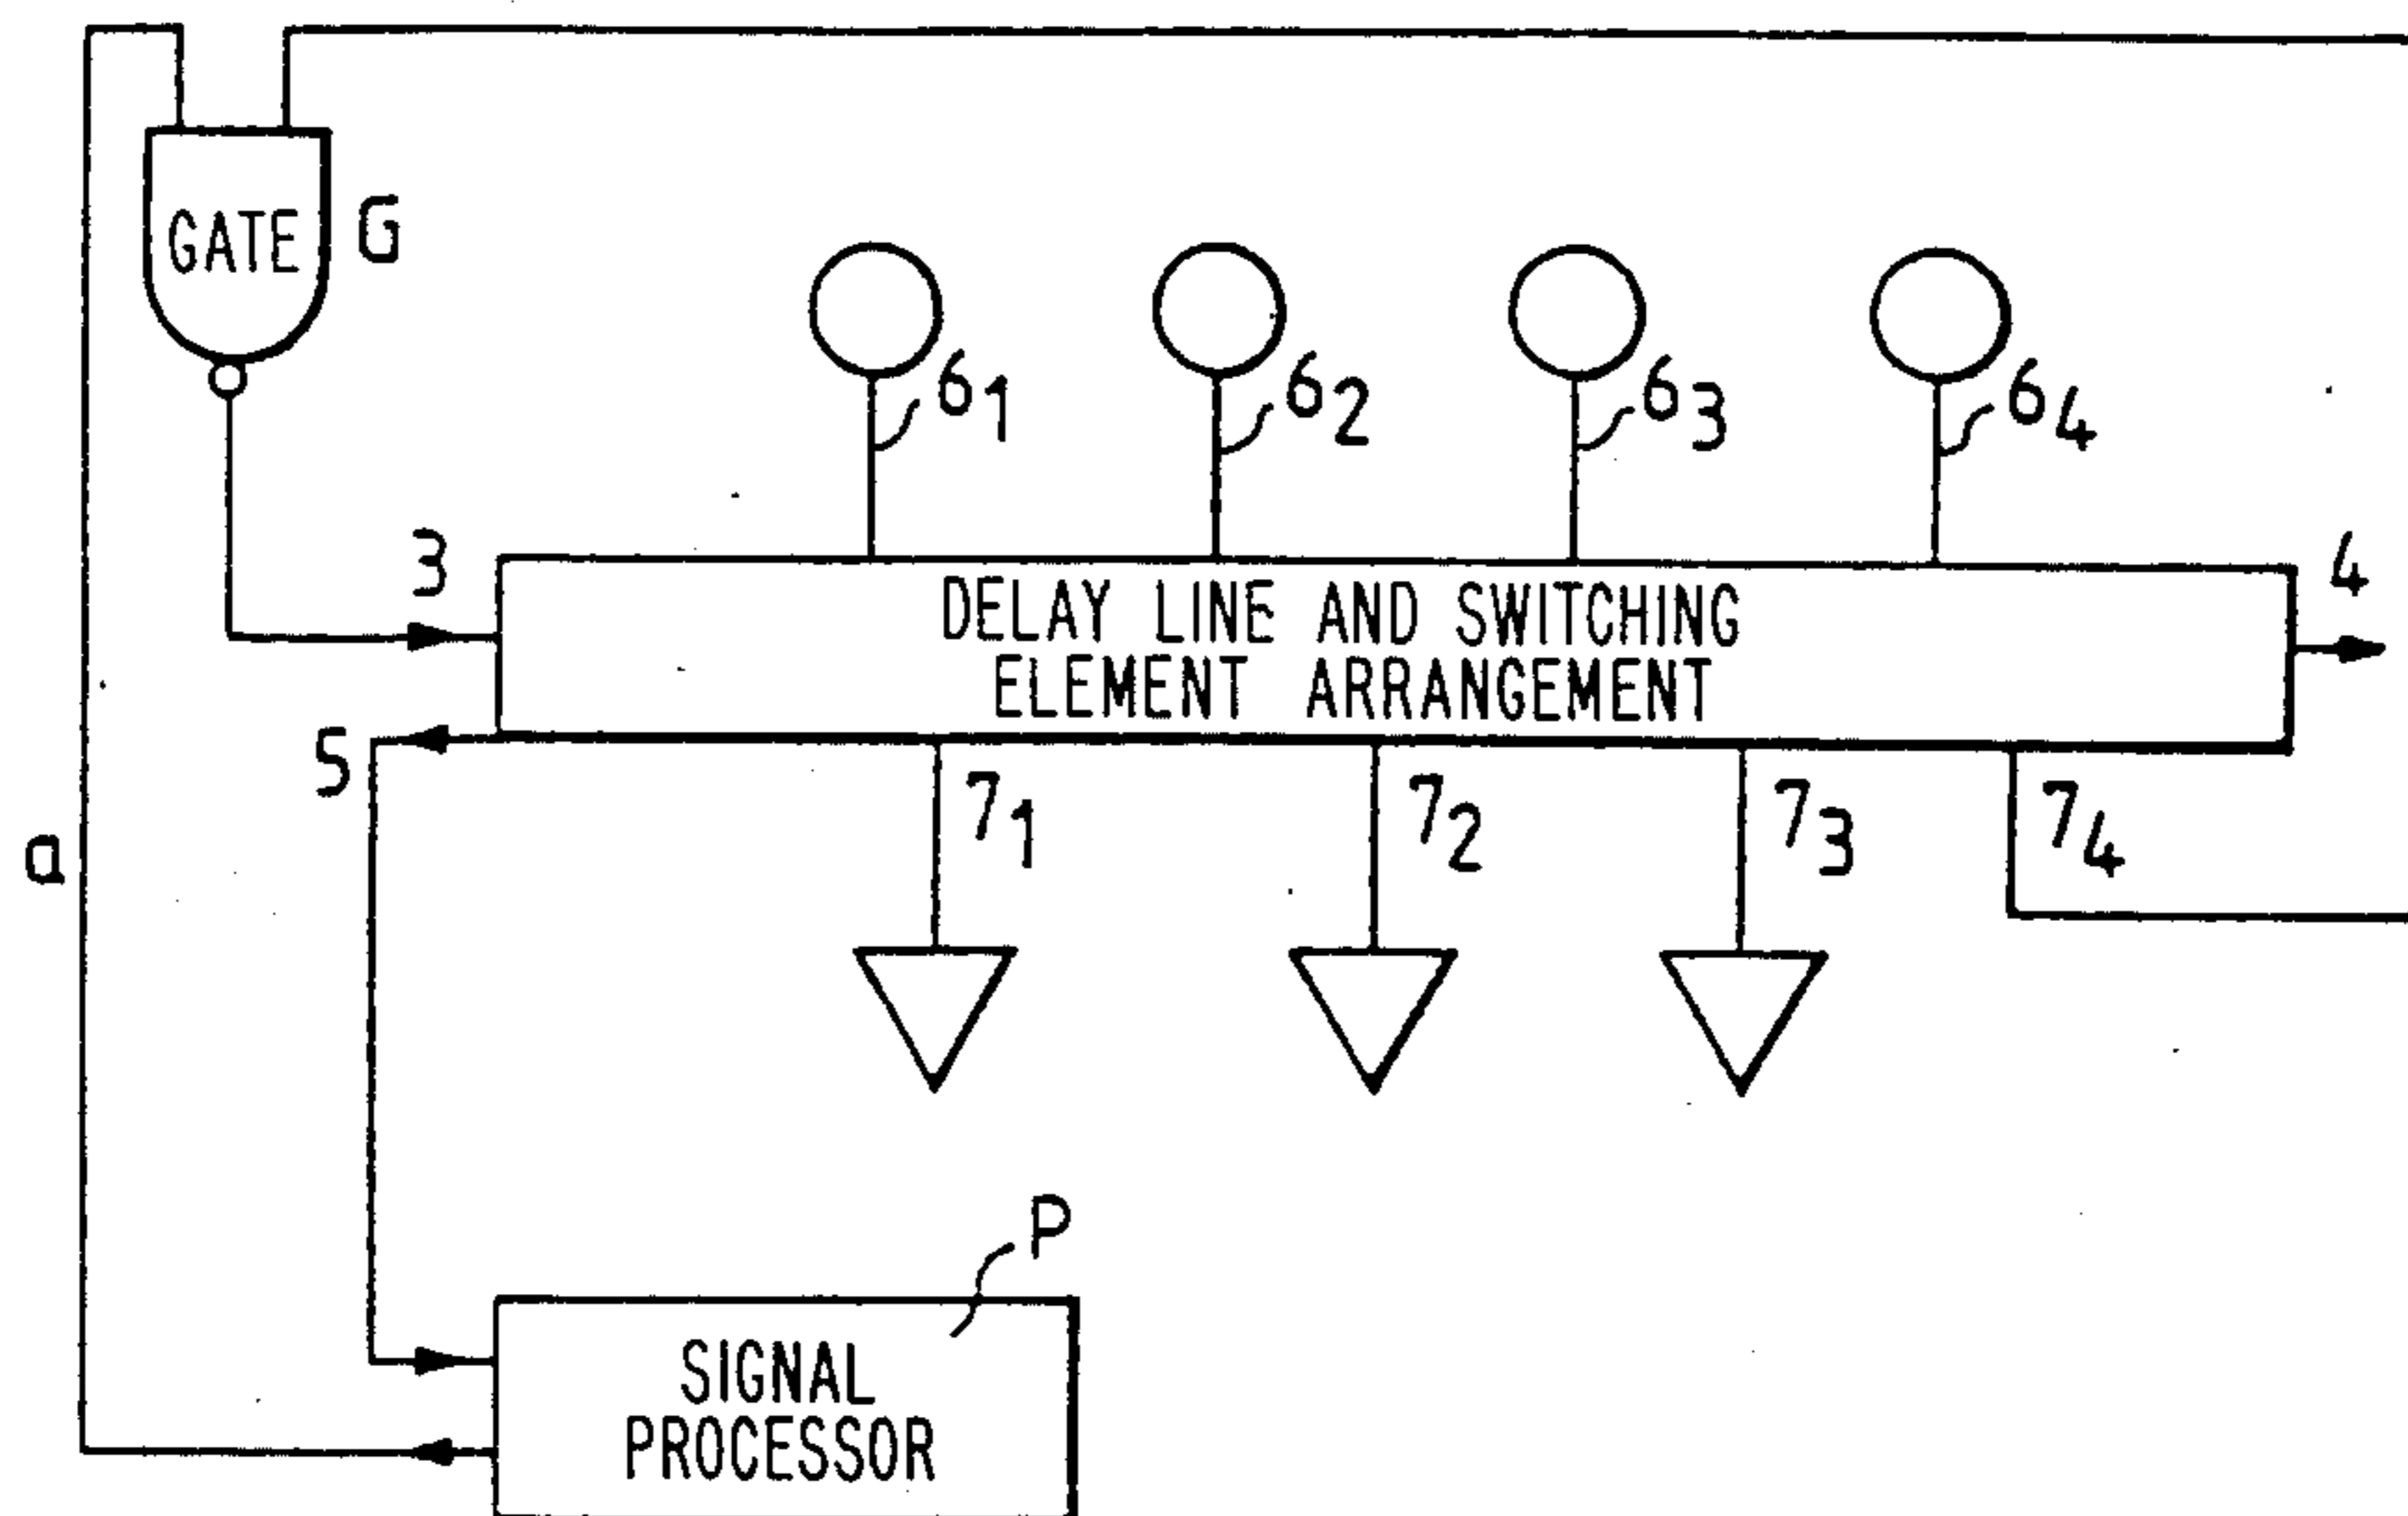 GATE G
6₁ 6₂ 6₃ 6₄
3
DELAY LINE AND SWITCHING
ELEMENT ARRANGEMENT
4
5
7₁ 7₂ 7₃ 7₄
a
P
SIGNAL
PROCESSOR